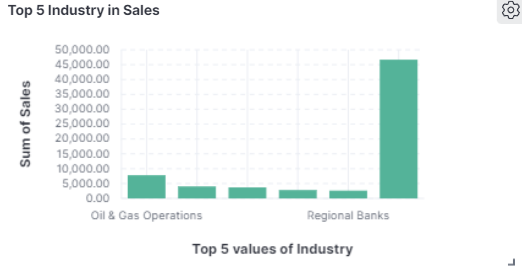 Top 5 Industry in Sales
50,000.00
45,000.00
40,000.00
35,000.00
30,000.00
25,000.00
20,000.00
15,000.00
10,000.00
5,000.00
0.00
Sum of Sales
Oil & Gas Operations
Regional Banks
Top 5 values of Industry